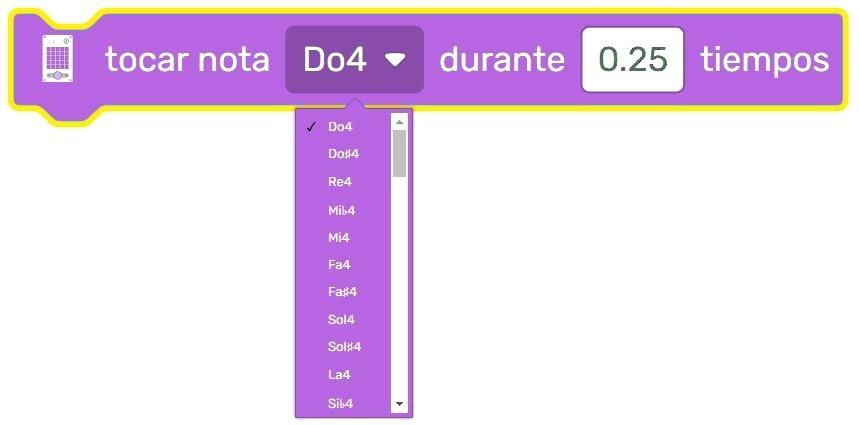 tocar nota Do4 durante 0.25 tiempos
✓ Do4
Do♯4
Re4
Mi♭4
Mi4
Fa4
Fa♯4
Sol4
Sol♯4
La4
Si♭4